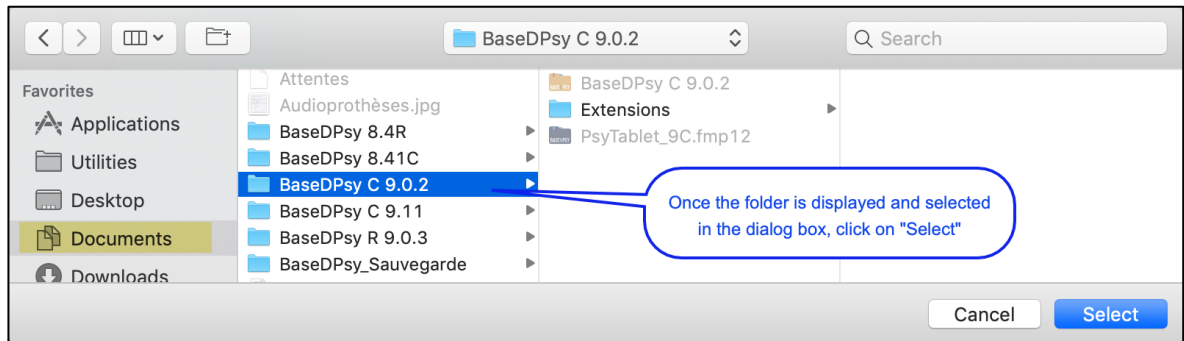 BaseDPsy C 9.0.2
Search
Favorites
Applications
Utilities
Desktop
Documents
Downloads
Attentes
Audioprothèses.jpg
BaseDPsy 8.4R
BaseDPsy 8.41C
BaseDPsy C 9.0.2
BaseDPsy C 9.11
BaseDPsy R 9.0.3
BaseDPsy_Sauvegarde
BaseDPsy C 9.0.2
Extensions
PsyTablet_9C.fmp12
Once the folder is displayed and selected
in the dialog box, click on "Select"
Cancel
Select